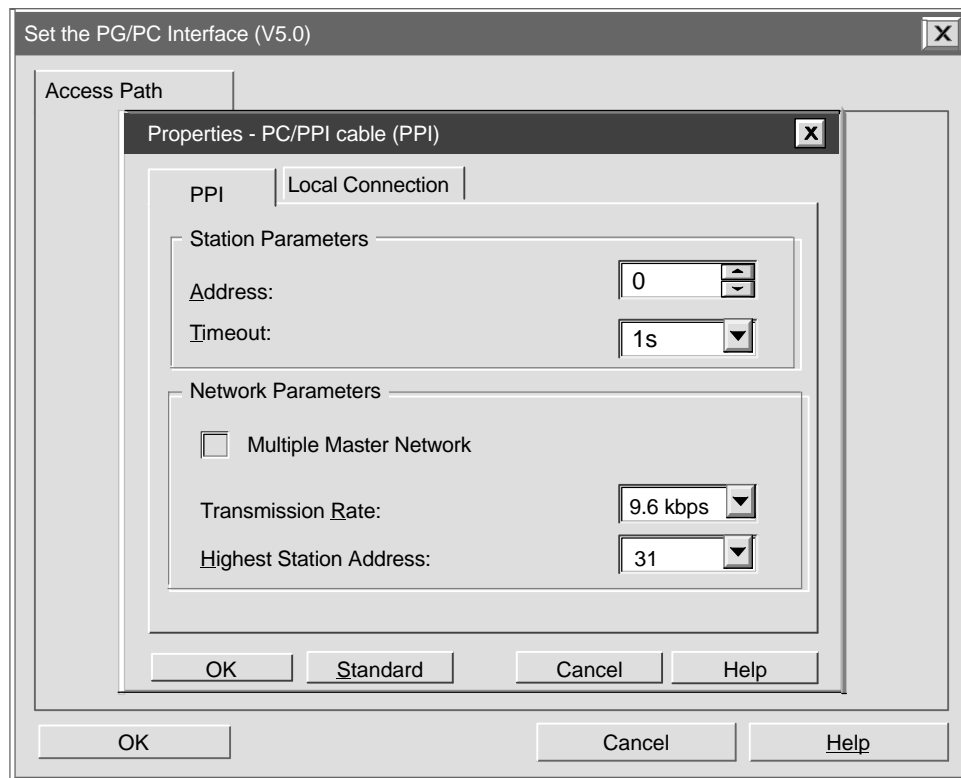 Set the PG/PC Interface (V5.0)
X
Access Path
Properties - PC/PPI cable (PPI)
X
PPI
Local Connection
Station Parameters
Address:
0
Timeout:
1s
Network Parameters
Multiple Master Network
Transmission Rate:
9.6 kbps
Highest Station Address:
31
OK
Standard
Cancel
Help
OK
Cancel
Help